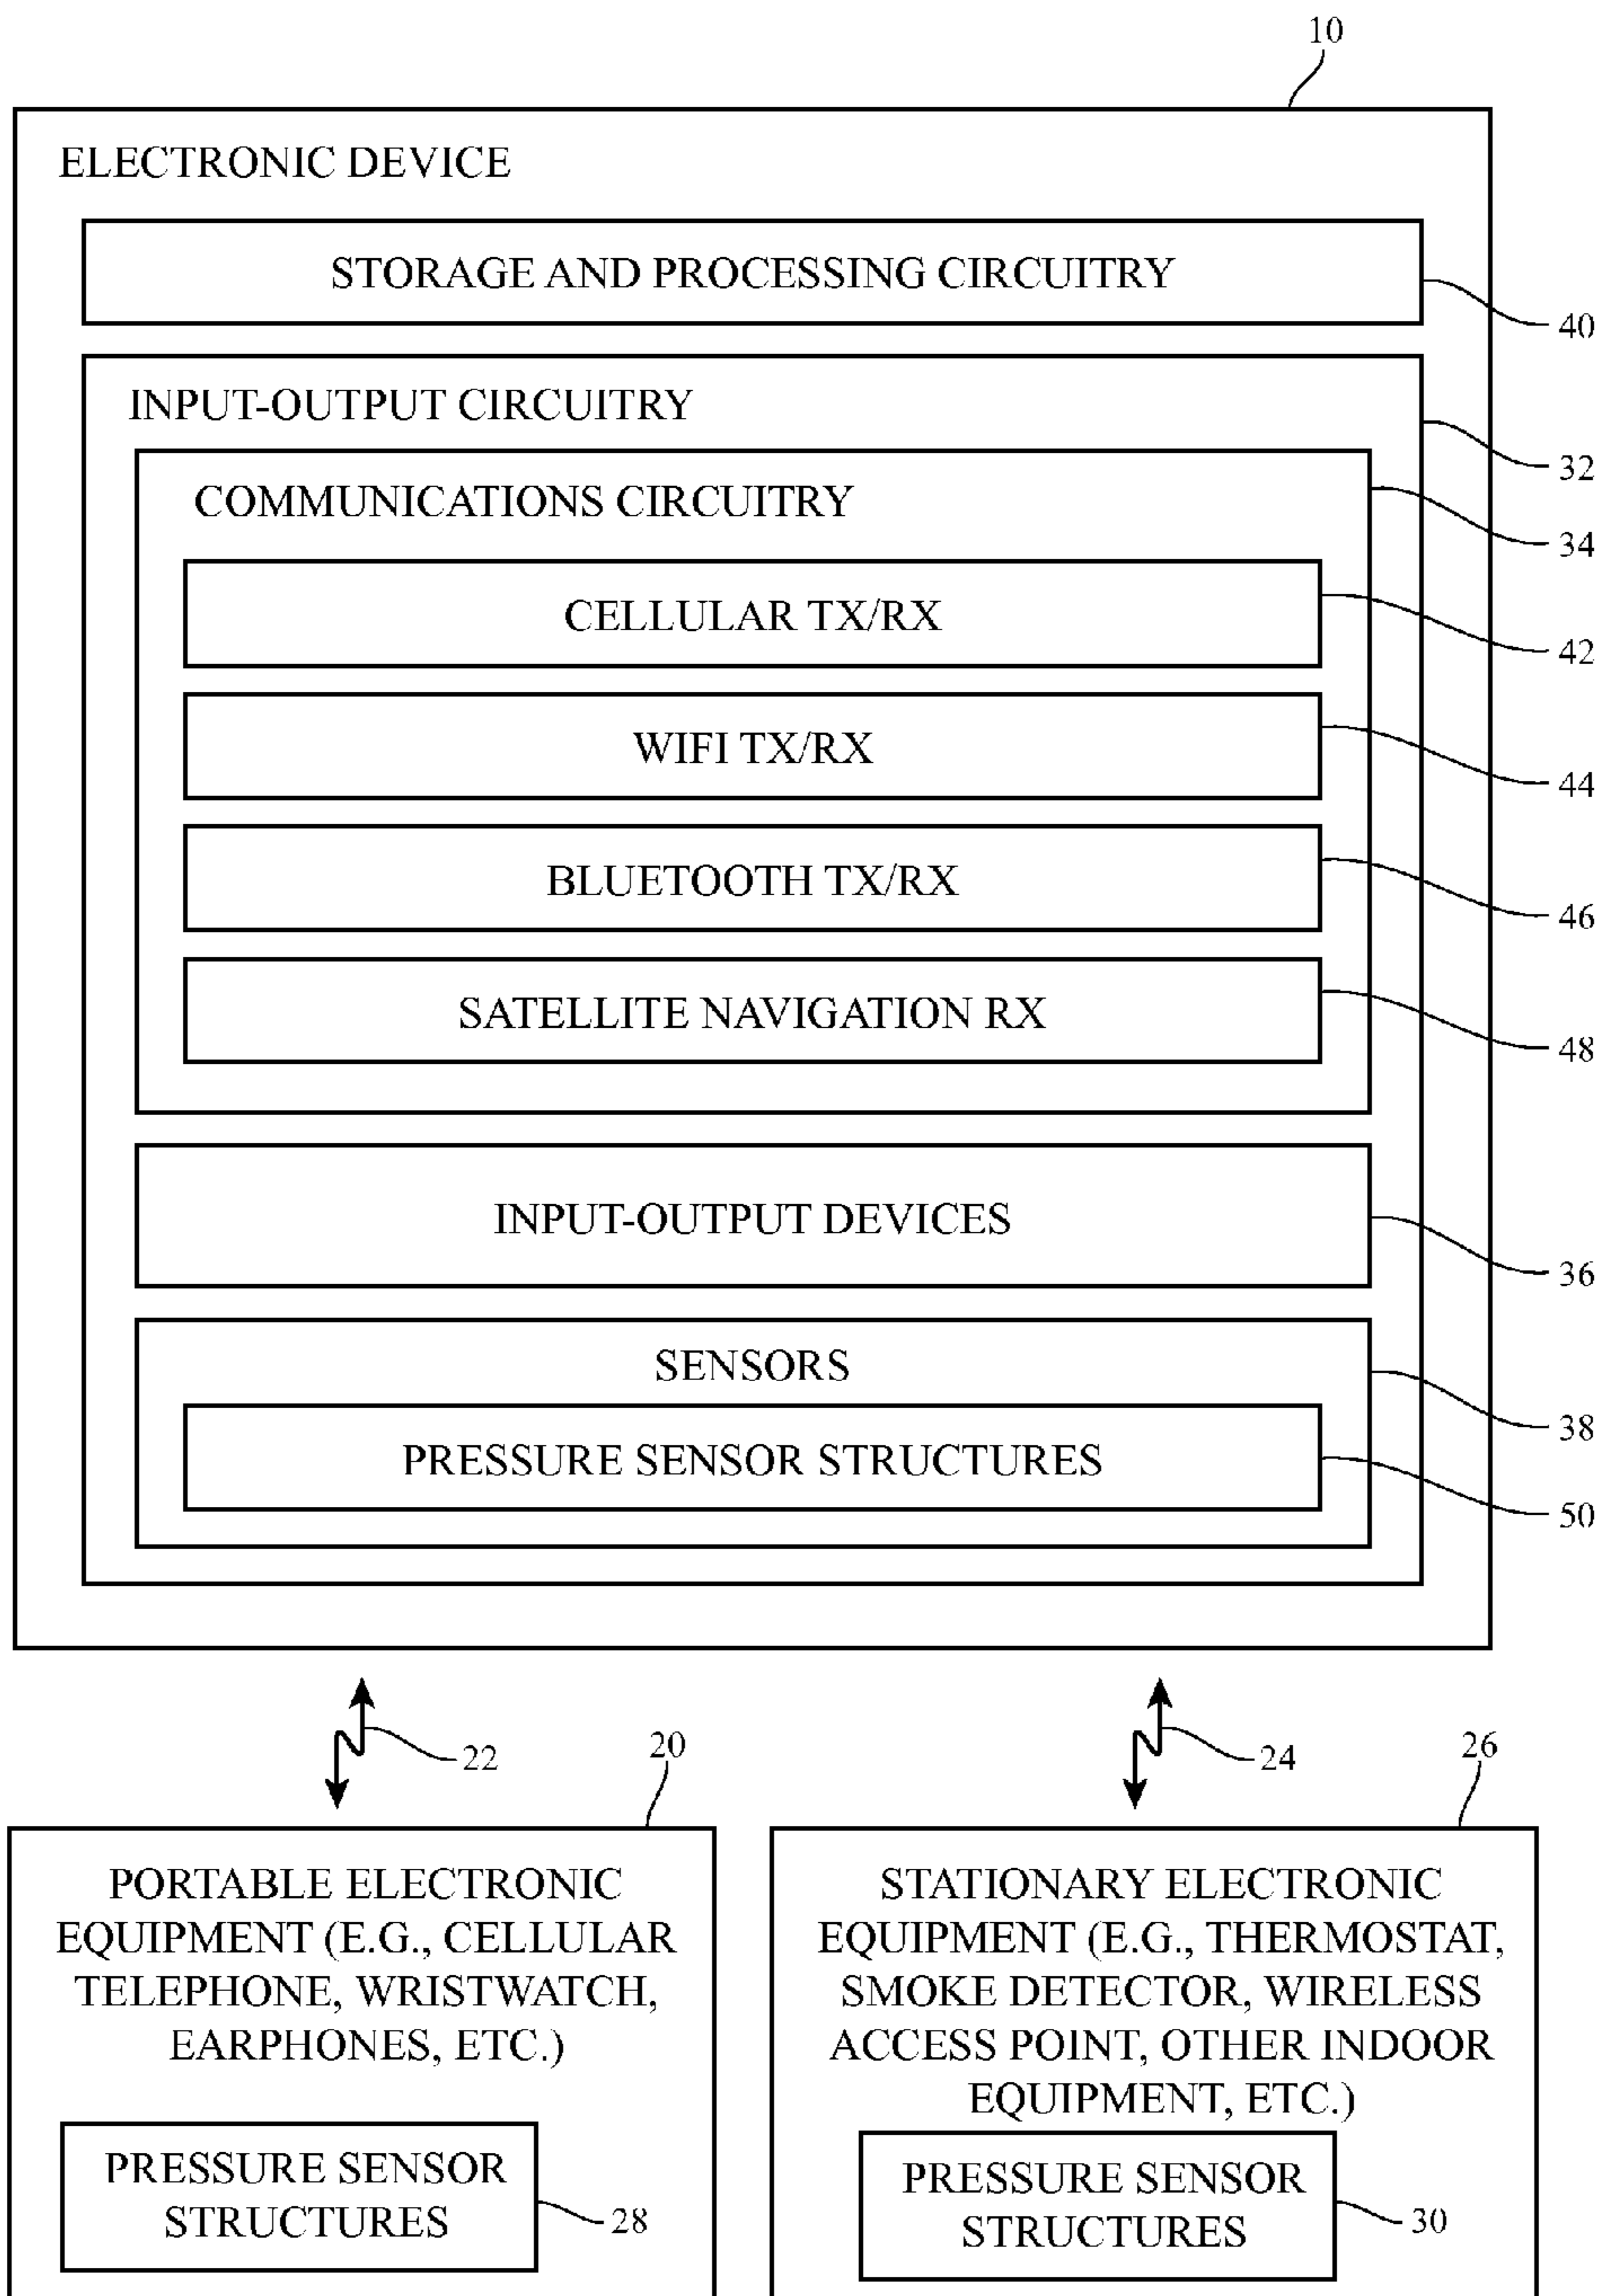 10
ELECTRONIC DEVICE
STORAGE AND PROCESSING CIRCUITRY
40
INPUT-OUTPUT CIRCUITRY
32
COMMUNICATIONS CIRCUITRY
34
CELLULAR TX/RX
42
WIFI TX/RX
44
BLUETOOTH TX/RX
46
SATELLITE NAVIGATION RX
48
INPUT-OUTPUT DEVICES
36
SENSORS
38
PRESSURE SENSOR STRUCTURES
50
22
20
24
26
PORTABLE ELECTRONIC
EQUIPMENT (E.G., CELLULAR
TELEPHONE, WRISTWATCH,
EARPHONES, ETC.)
PRESSURE SENSOR
STRUCTURES
28
STATIONARY ELECTRONIC
EQUIPMENT (E.G., THERMOSTAT,
SMOKE DETECTOR, WIRELESS
ACCESS POINT, OTHER INDOOR
EQUIPMENT, ETC.)
PRESSURE SENSOR
STRUCTURES
30